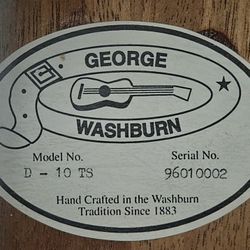 GEORGE
WASHBURN
Model No. Serial No.
D - 10 TS 96010002
Hand Crafted in the Washburn
Tradition Since 1883